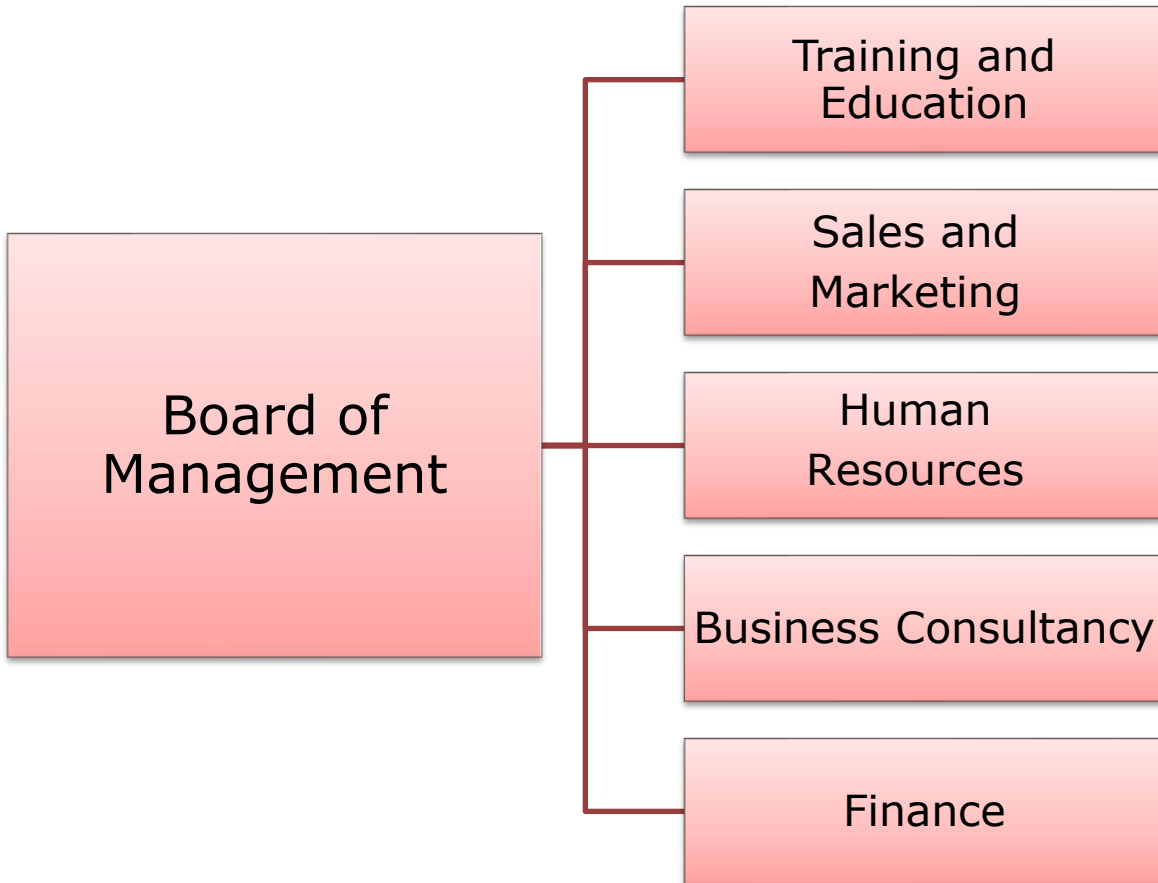 Training and
Education
Sales and
Marketing
Board of
Management
Human
Resources
Business Consultancy
Finance